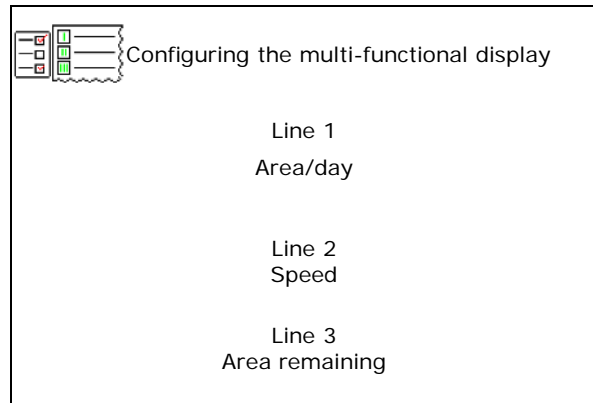 Configuring the multi-functional display
Line 1
Area/day
Line 2
Speed
Line 3
Area remaining